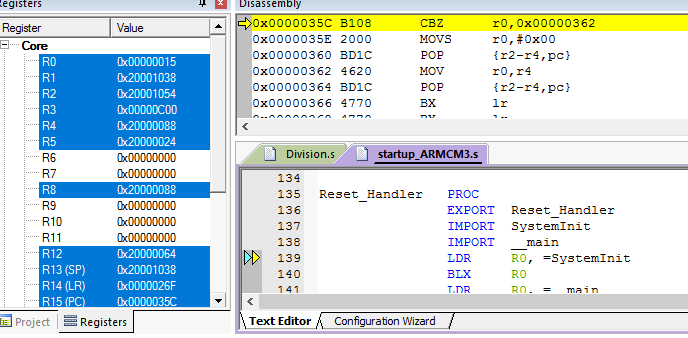 Registers
Register Value
Core
R0 0x00000015
R1 0x20001038
R2 0x20001054
R3 0x00000C00
R4 0x20000088
R5 0x20000024
R6 0x00000000
R7 0x00000000
R8 0x20000088
R9 0x00000000
R10 0x00000000
R11 0x00000000
R12 0x20000064
R13 (SP) 0x20001038
R14 (LR) 0x0000026F
R15 (PC) 0x0000035C
Project Registers
Disassembly
0x0000035C B108 CBZ r0,0x00000362
0x0000035E 2000 MOVS r0,#0x00
0x00000360 BD1C POP {r2-r4,pc}
0x00000362 4620 MOV r0,r4
0x00000364 BD1C POP {r2-r4,pc}
0x00000366 4770 BX lr
0x00000368 4770 BX lr
Division.s startup_ARMCM3.s
134
135 Reset_Handler PROC
136 EXPORT Reset_Handler
137 IMPORT SystemInit
138 IMPORT __main
139 LDR R0, =SystemInit
140 BLX R0
141 LDR R0, =__main
Text Editor Configuration Wizard